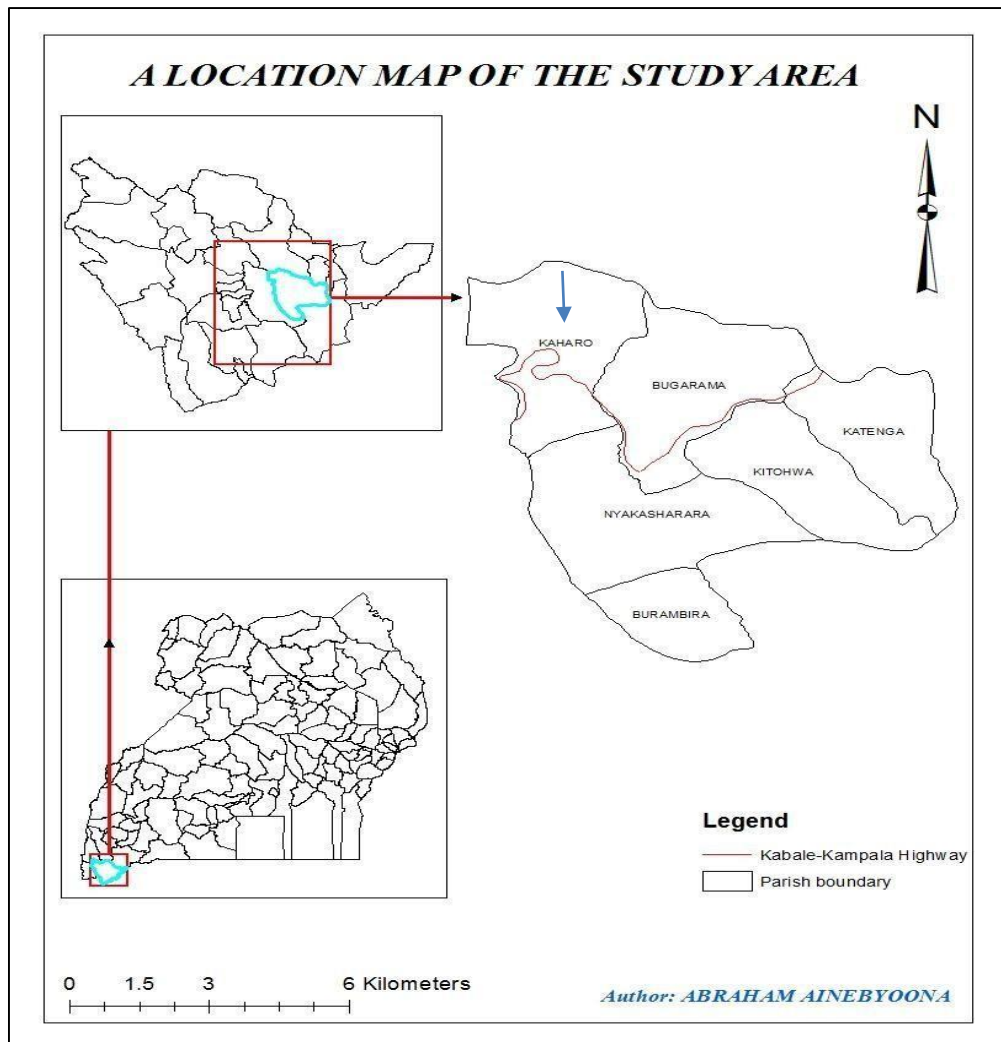 A LOCATION MAP OF THE STUDY AREA
N
KAHARO
BUGARAMA
KATENGA
KITOHWA
NYAKASHARARA
BURAMBIRA
Legend
Kabale-Kampala Highway
Parish boundary
0 1.5 3 6 Kilometers
Author: ABRAHAM AINEBYOONA